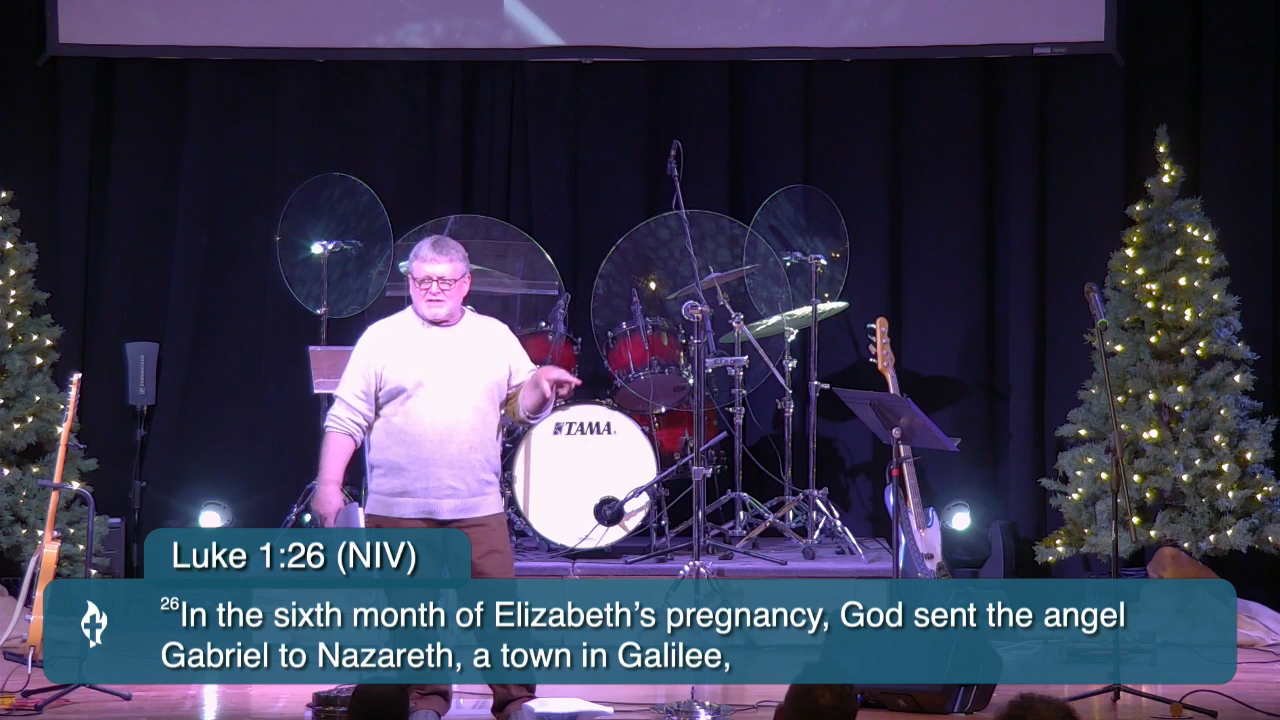 TAMA
Luke 1:26 (NIV)
26In the sixth month of Elizabeth’s pregnancy, God sent the angel
Gabriel to Nazareth, a town in Galilee,